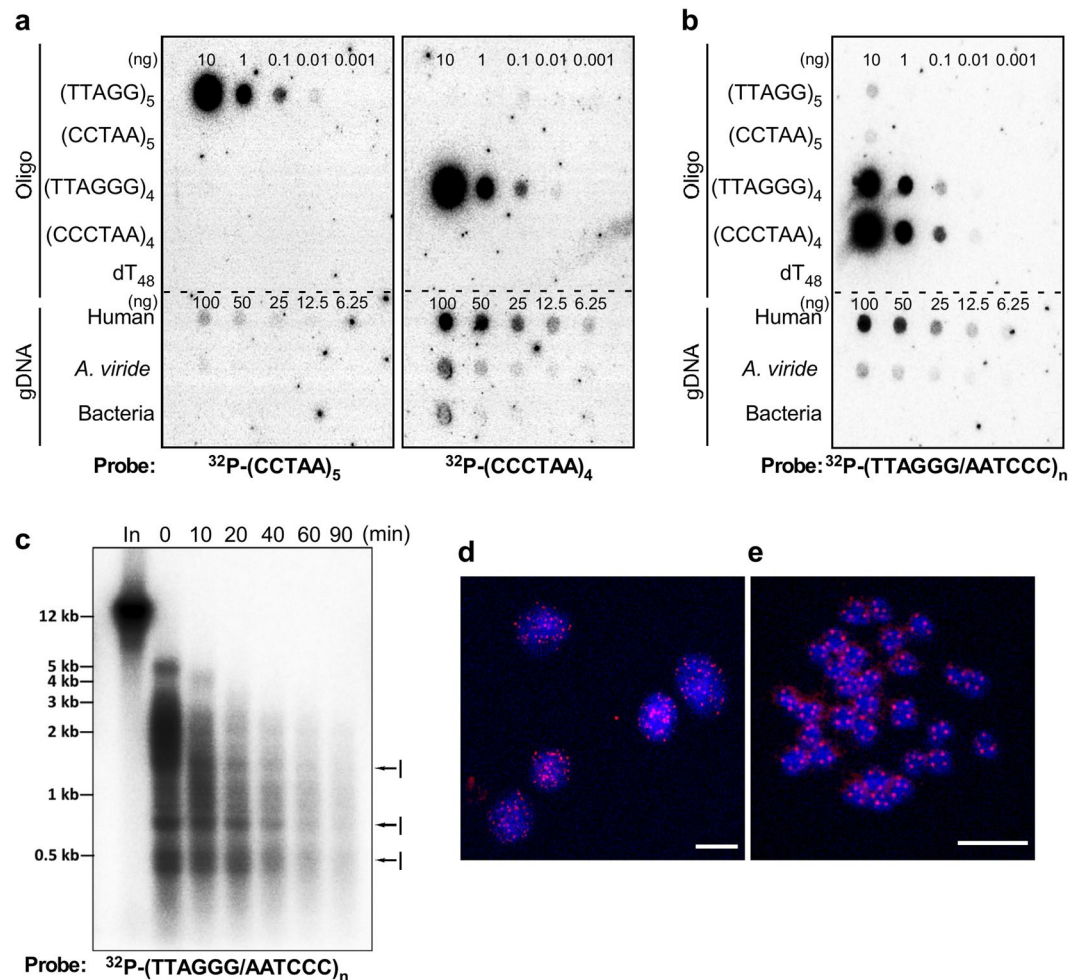 a
(ng) 10 1 0.1 0.01 0.001 10 1 0.1 0.01 0.001
Oligo
(TTAGG)5
(CCTAA)5
(TTAGGG)4
(CCCTAA)4
dT48
(ng) 100 50 25 12.5 6.25 100 50 25 12.5 6.25
gDNA
Human
A. viride
Bacteria
Probe: 32P-(CCTAA)5 32P-(CCCTAA)4
b
(ng) 10 1 0.1 0.01 0.001
Oligo
(TTAGG)5
(CCTAA)5
(TTAGGG)4
(CCCTAA)4
dT48
(ng) 100 50 25 12.5 6.25
gDNA
Human
A. viride
Bacteria
Probe: 32P-(TTAGGG/AATCCC)n
c
In 0 10 20 40 60 90 (min)
12 kb
5 kb
4 kb
3 kb
2 kb
1 kb
0.5 kb
Probe: 32P-(TTAGGG/AATCCC)n
d
e